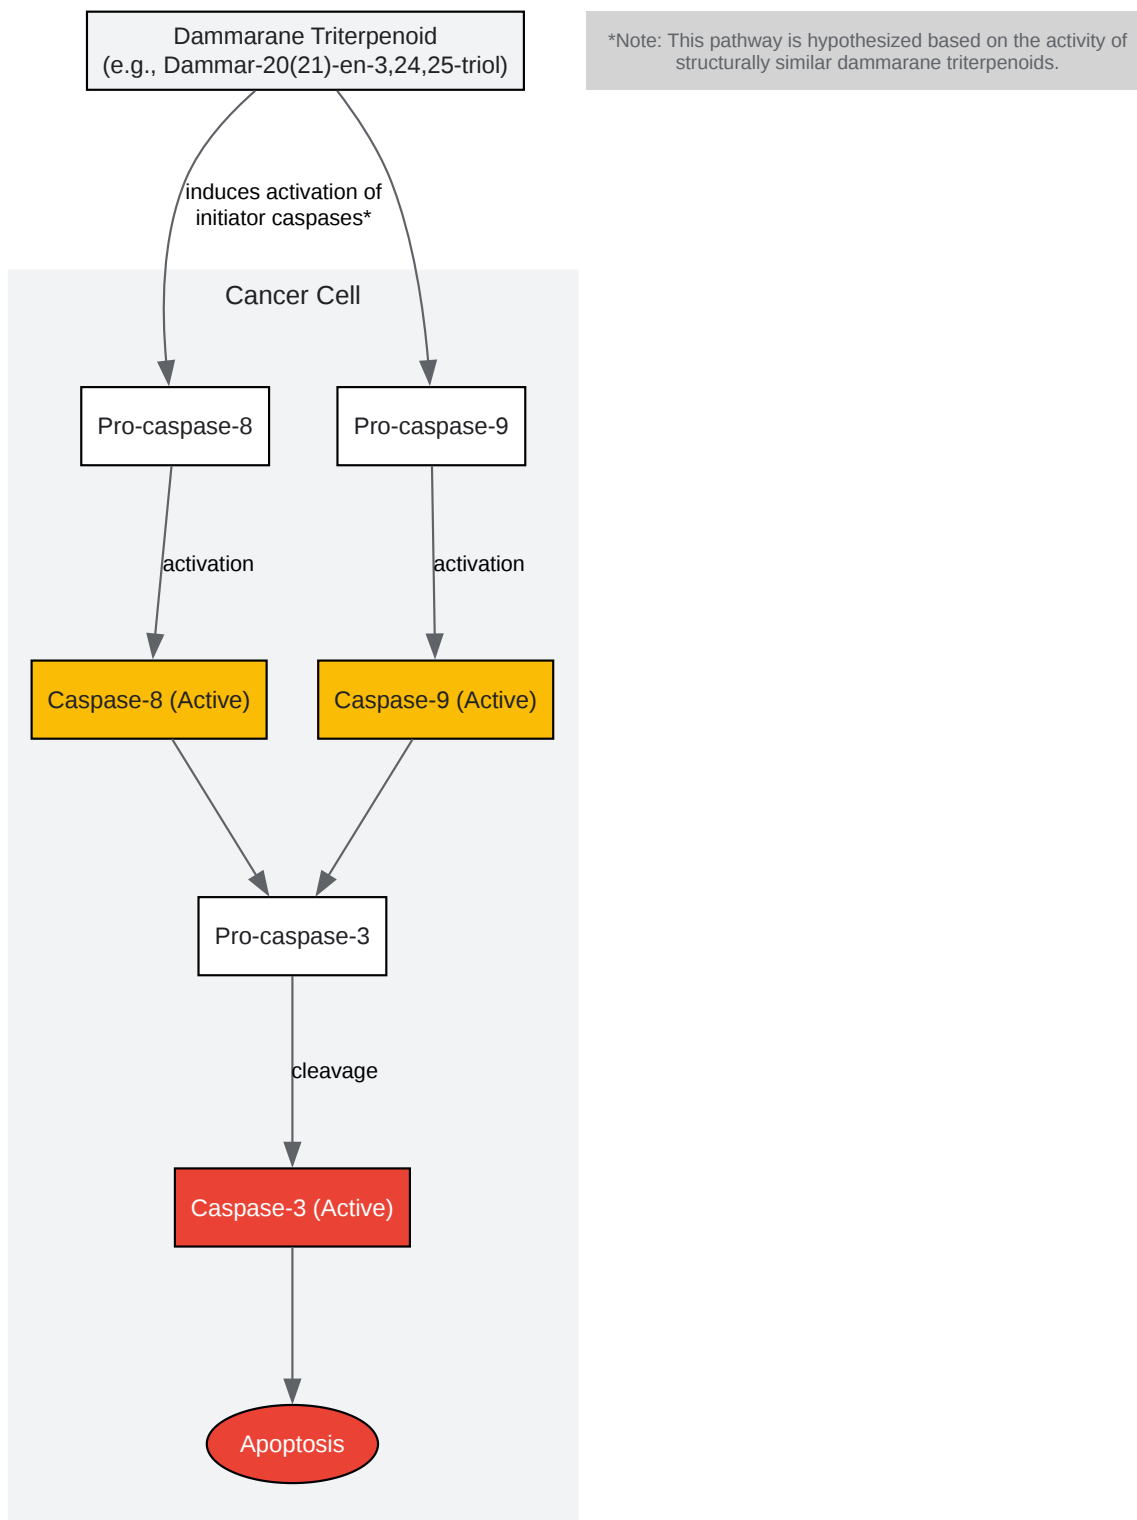 Dammarane Triterpenoid
(e.g., Dammar-20(21)-en-3,24,25-triol)
*Note: This pathway is hypothesized based on the activity of
structurally similar dammarane triterpenoids.
induces activation of
initiator caspases*
Cancer Cell
Pro-caspase-8
Pro-caspase-9
activation
activation
Caspase-8 (Active)
Caspase-9 (Active)
Pro-caspase-3
cleavage
Caspase-3 (Active)
Apoptosis